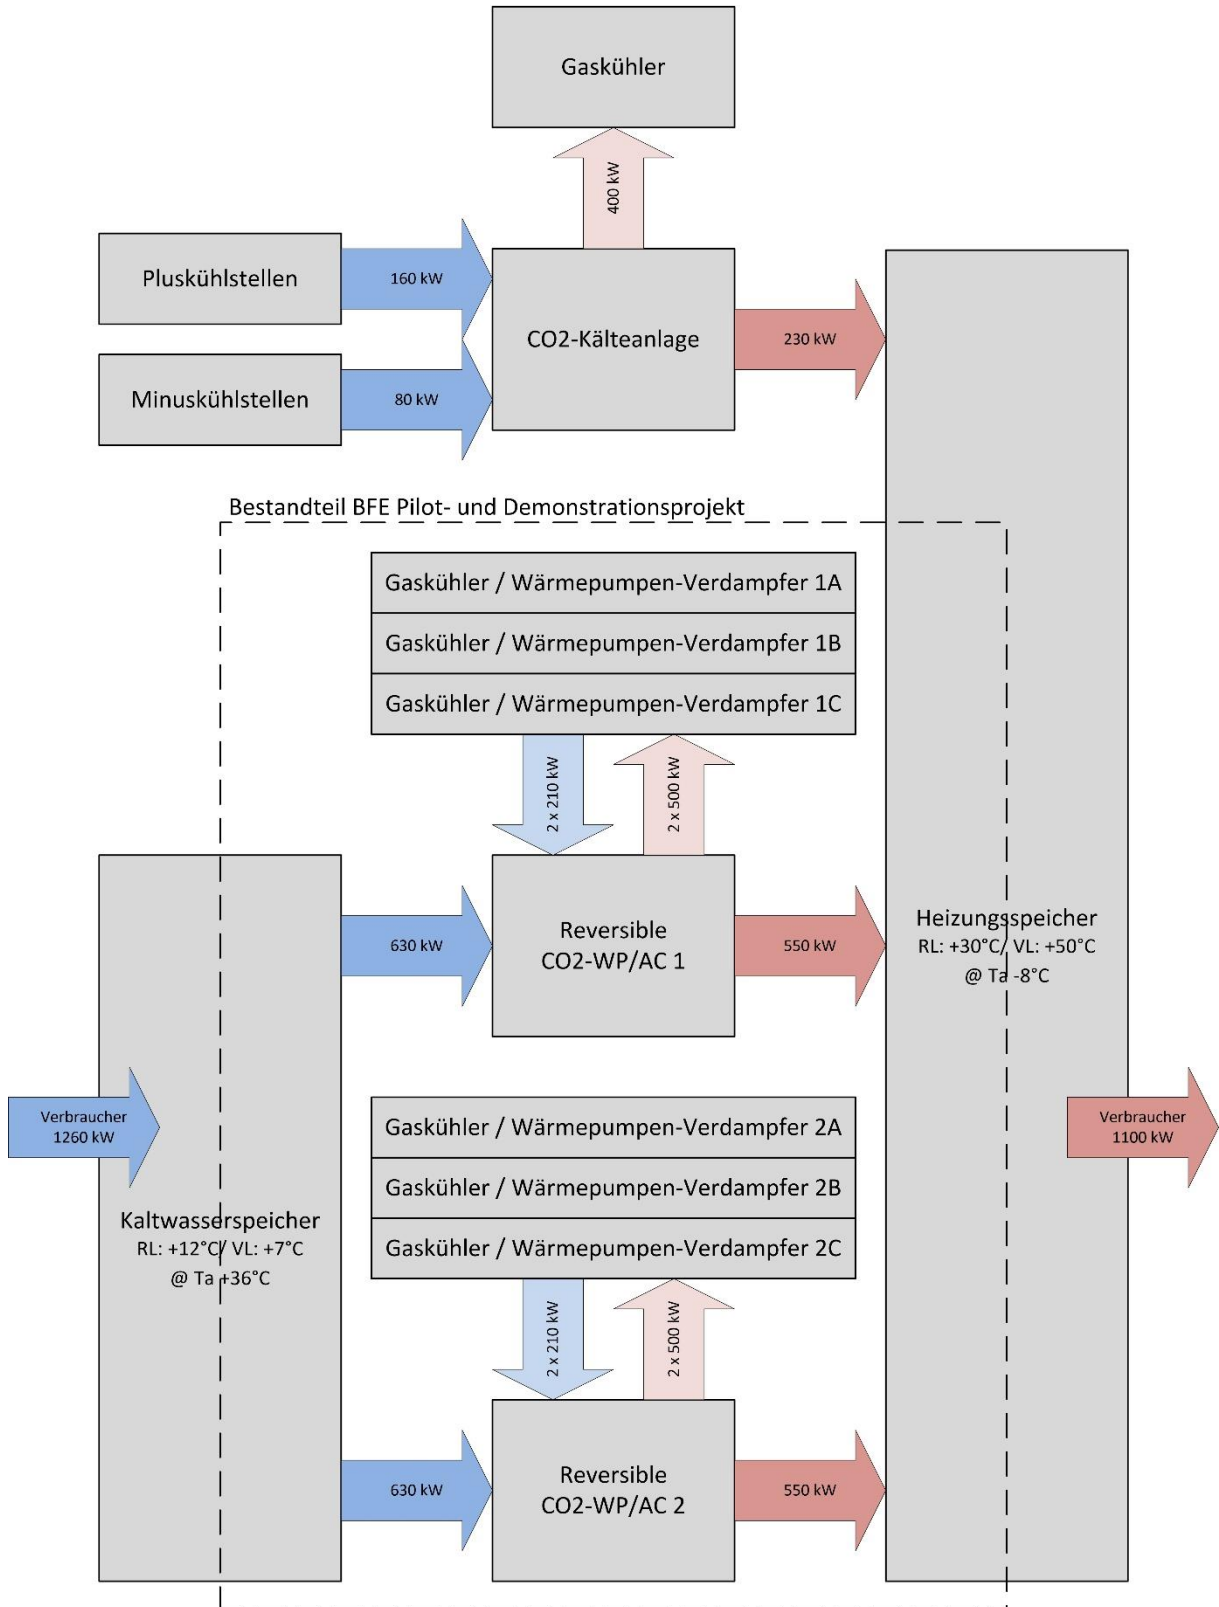 Gaskühler
400 kW
Pluskühlstellen
160 kW
CO2-Kälteanlage
230 kW
Minuskühlstellen
80 kW
Bestandteil BFE Pilot- und Demonstrationsprojekt
Gaskühler / Wärmepumpen-Verdampfer 1A
Gaskühler / Wärmepumpen-Verdampfer 1B
Gaskühler / Wärmepumpen-Verdampfer 1C
2 x 210 kW
2 x 500 kW
630 kW
Reversible
CO2-WP/AC 1
550 kW
Heizungsspeicher
RL: +30°C/ VL: +50°C
@ Ta -8°C
Verbraucher
1260 kW
Gaskühler / Wärmepumpen-Verdampfer 2A
Gaskühler / Wärmepumpen-Verdampfer 2B
Gaskühler / Wärmepumpen-Verdampfer 2C
Verbraucher
1100 kW
Kaltwasserspeicher
RL: +12°C/ VL: +7°C
@ Ta +36°C
2 x 210 kW
2 x 500 kW
630 kW
Reversible
CO2-WP/AC 2
550 kW